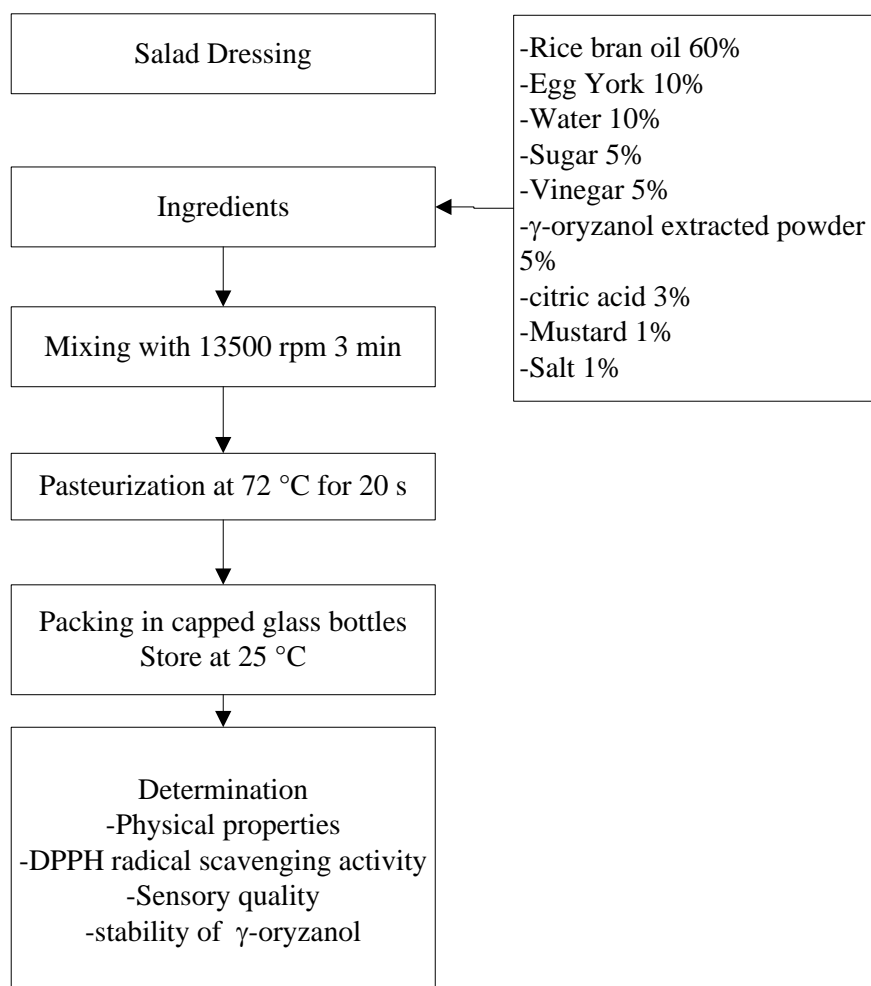 Salad Dressing
Ingredients
-Rice bran oil 60%
-Egg York 10%
-Water 10%
-Sugar 5%
-Vinegar 5%
-γ-oryzanol extracted powder
5%
-citric acid 3%
-Mustard 1%
-Salt 1%
Mixing with 13500 rpm 3 min
Pasteurization at 72 °C for 20 s
Packing in capped glass bottles
Store at 25 °C
Determination
-Physical properties
-DPPH radical scavenging activity
-Sensory quality
-stability of γ-oryzanol